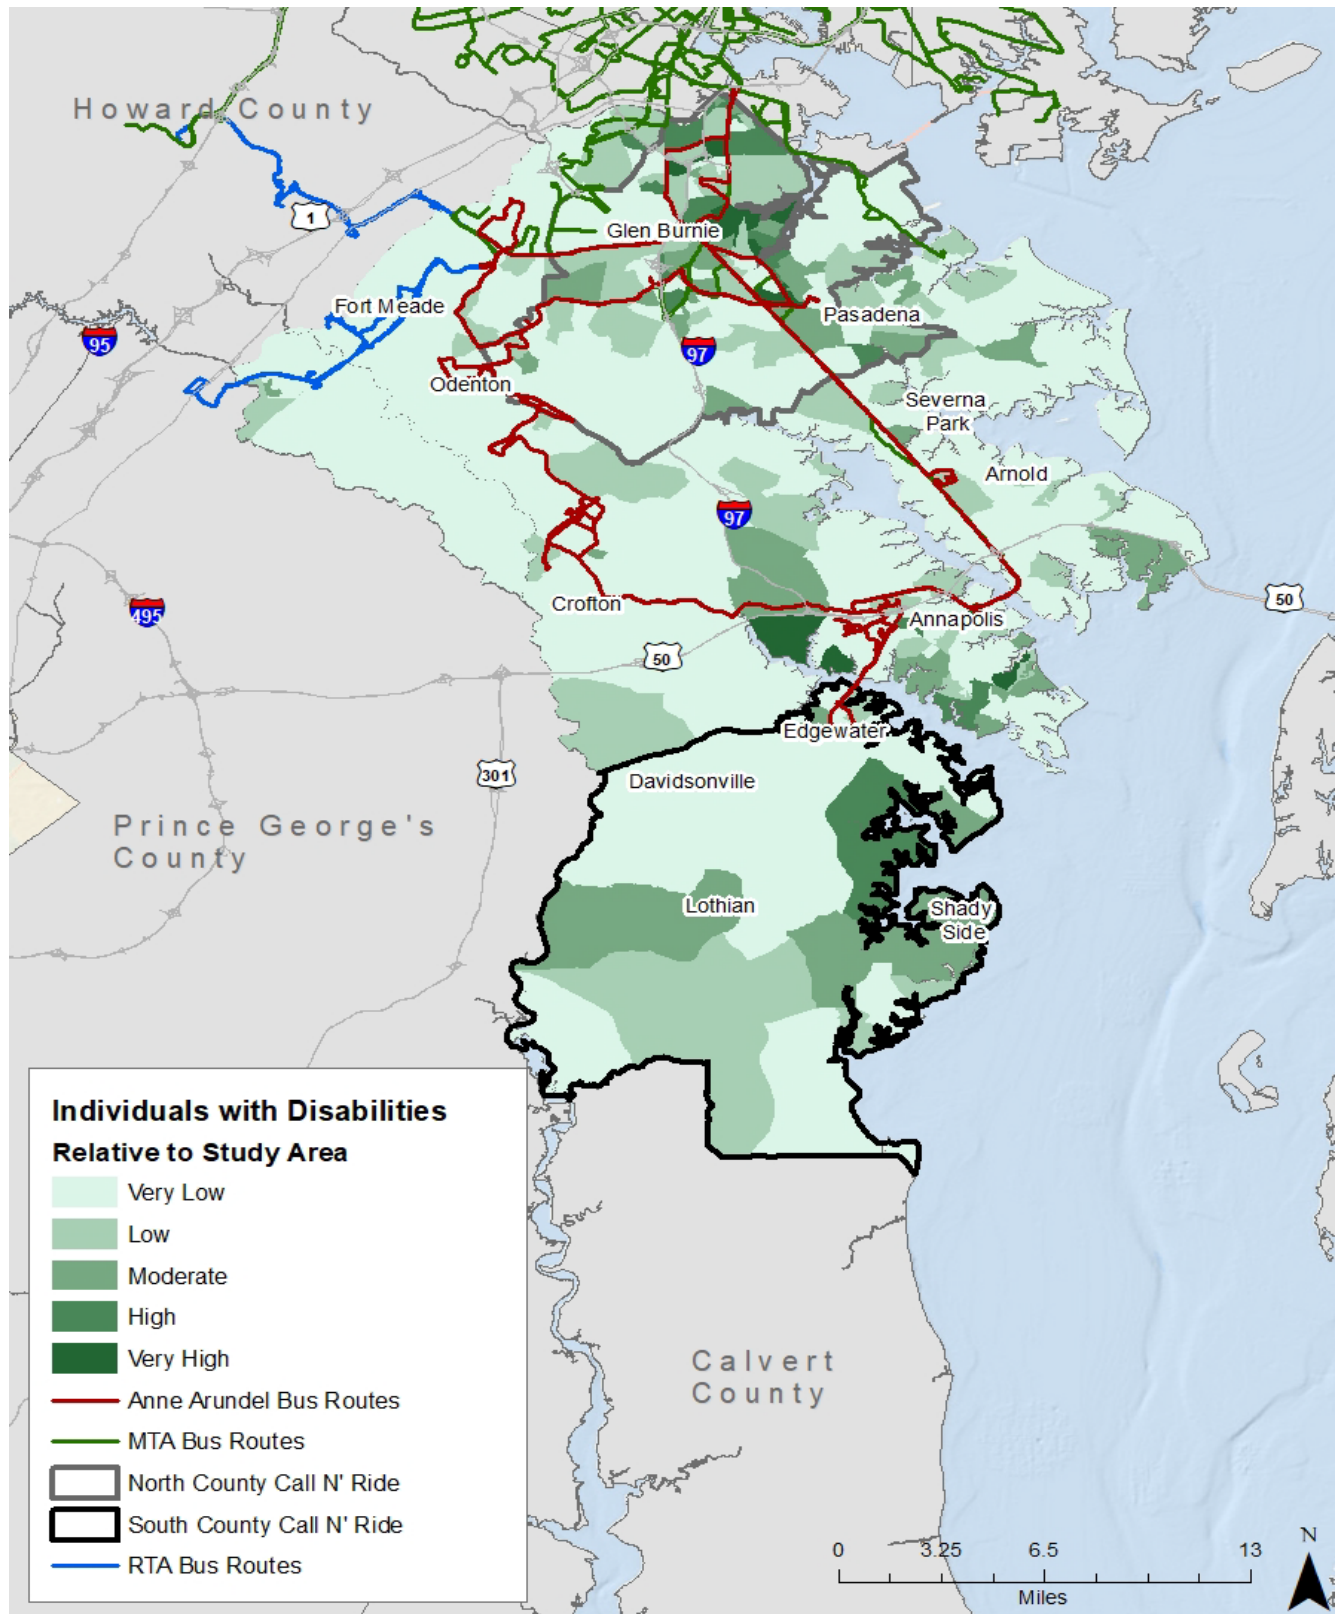 Howard County
1
Glen Burnie
Fort Meade
Pasadena
95
97
Odenton
Severna
Park
Arnold
97
495
Crofton
50
Annapolis
50
Edgewater
301
Davidsonville
Prince George's
County
Lothian
Shady
Side
Individuals with Disabilities
Relative to Study Area
Very Low
Low
Moderate
High
Very High
Anne Arundel Bus Routes
MTA Bus Routes
North County Call N' Ride
South County Call N' Ride
RTA Bus Routes
Calvert
County
0 3.25 6.5 13
Miles
N